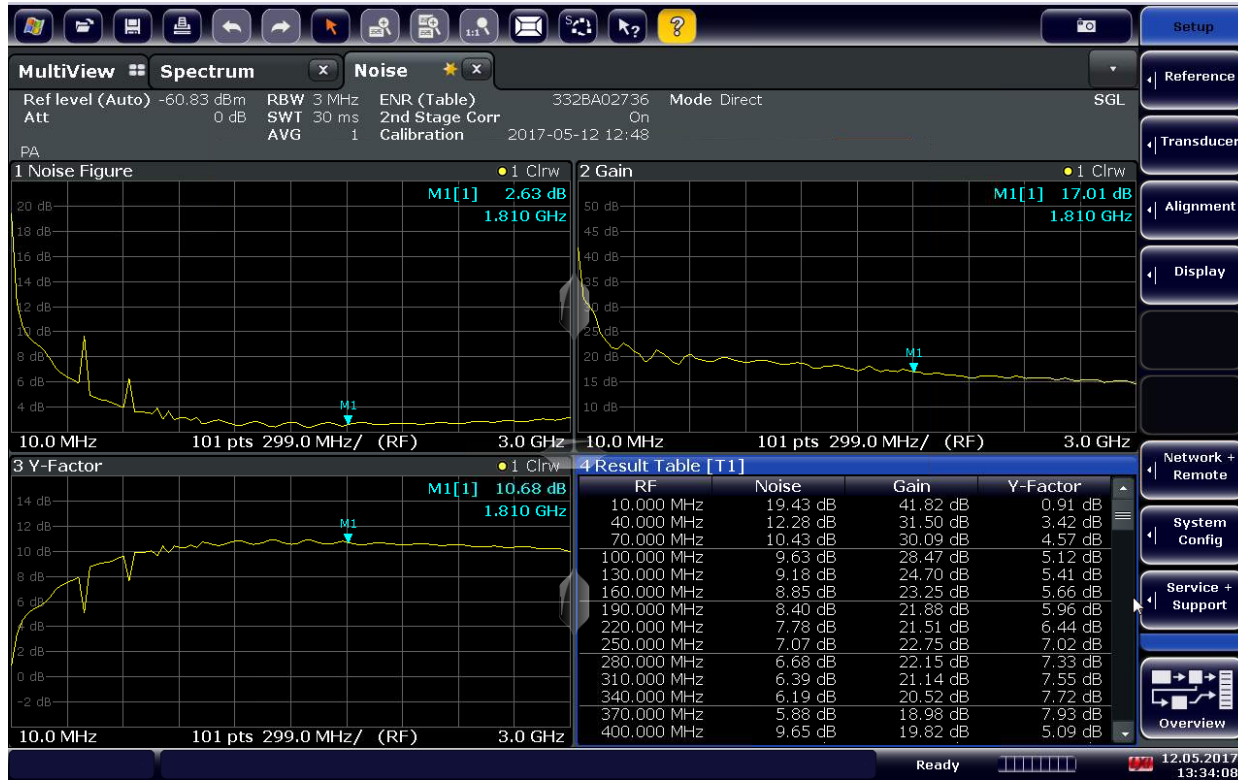 1:1
S
?
?
Setup
MultiView
Spectrum
x
Noise
x
Ref level (Auto) -60.83 dBm RBW 3 MHz ENR (Table) 332BA02736 Mode Direct SGL
Att 0 dB SWT 30 ms 2nd Stage Corr On
AVG 1 Calibration 2017-05-12 12:48
PA
1 Noise Figure
1 Clrw
M1[1] 2.63 dB
1.810 GHz
20 dB
18 dB
16 dB
14 dB
12 dB
10 dB
8 dB
6 dB
4 dB
M1
10.0 MHz 101 pts 299.0 MHz/ (RF) 3.0 GHz
2 Gain
1 Clrw
M1[1] 17.01 dB
1.810 GHz
50 dB
45 dB
40 dB
35 dB
30 dB
25 dB
20 dB
15 dB
10 dB
M1
10.0 MHz 101 pts 299.0 MHz/ (RF) 3.0 GHz
3 Y-Factor
1 Clrw
M1[1] 10.68 dB
1.810 GHz
14 dB
12 dB
10 dB
8 dB
6 dB
4 dB
2 dB
0 dB
-2 dB
M1
10.0 MHz 101 pts 299.0 MHz/ (RF) 3.0 GHz
4 Result Table [T1]
RF Noise Gain Y-Factor
10.000 MHz 19.43 dB 41.82 dB 0.91 dB
40.000 MHz 12.28 dB 31.50 dB 3.42 dB
70.000 MHz 10.43 dB 30.09 dB 4.57 dB
100.000 MHz 9.63 dB 28.47 dB 5.12 dB
130.000 MHz 9.18 dB 24.70 dB 5.41 dB
160.000 MHz 8.85 dB 23.25 dB 5.66 dB
190.000 MHz 8.40 dB 21.88 dB 5.96 dB
220.000 MHz 7.78 dB 21.51 dB 6.44 dB
250.000 MHz 7.07 dB 22.75 dB 7.02 dB
280.000 MHz 6.68 dB 22.15 dB 7.33 dB
310.000 MHz 6.39 dB 21.14 dB 7.55 dB
340.000 MHz 6.19 dB 20.52 dB 7.72 dB
370.000 MHz 5.88 dB 18.98 dB 7.93 dB
400.000 MHz 9.65 dB 19.82 dB 5.09 dB
Reference
Transducer
Alignment
Display
Network +
Remote
System
Config
Service +
Support
Overview
Ready
12.05.2017
13:34:08